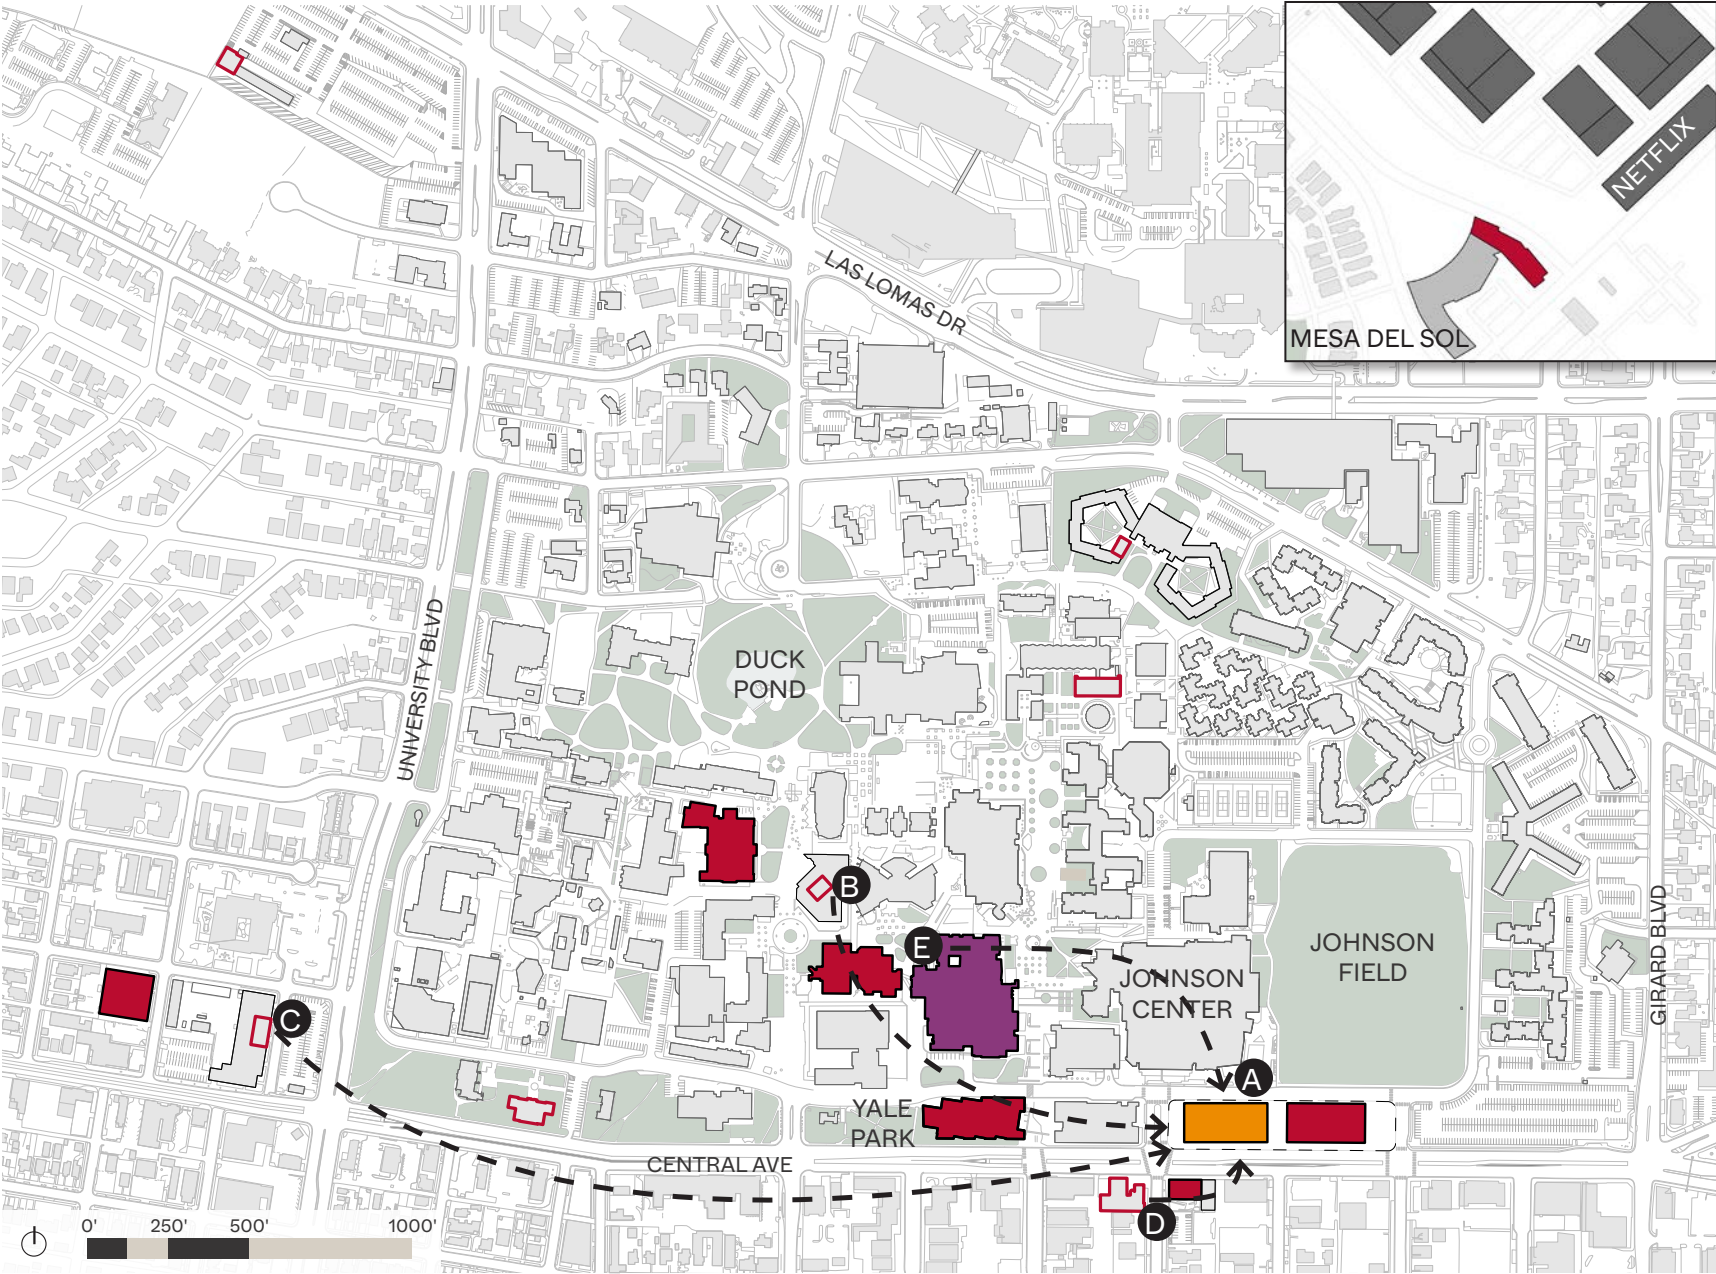 NETFLIX
MESA DEL SOL
LAS LOMAS DR
UNIVERSITY BLVD
DUCK
POND
B
E
JOHNSON
FIELD
JOHNSON
CENTER
GIRARD BLVD
C
A
YALE
PARK
CENTRAL AVE
D
0' 250' 500' 1000'